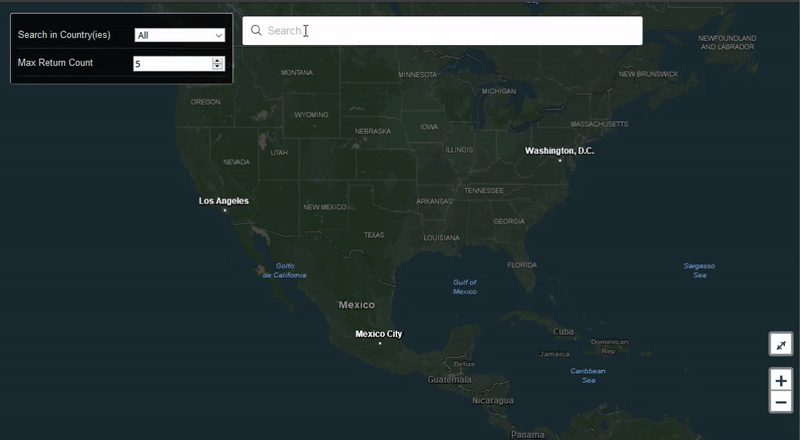 Search in Country(ies)
All
Search
Max Return Count
5
NEWFOUNDLAND
AND LABRADOR
MONTANA
MINNESOTA
NEW BRUNSWICK
MICHIGAN
OREGON
WYOMING
MASSACHUSETTS
NEBRASKA
IOWA
UTAH
ILLINOIS
Washington, D.C.
NEVADA
TENNESSEE
Los Angeles
NEW MEXICO
ARKANSAS
GEORGIA
TEXAS
LOUISIANA
FLORIDA
Golfo
de California
Sargasso
Sea
Gulf of
Mexico
Mexico
Mexico City
Cuba
Dominican
Rep
Jamaica
Belize
Caribbean
Sea
Guatemala
Nicaragua
Panama